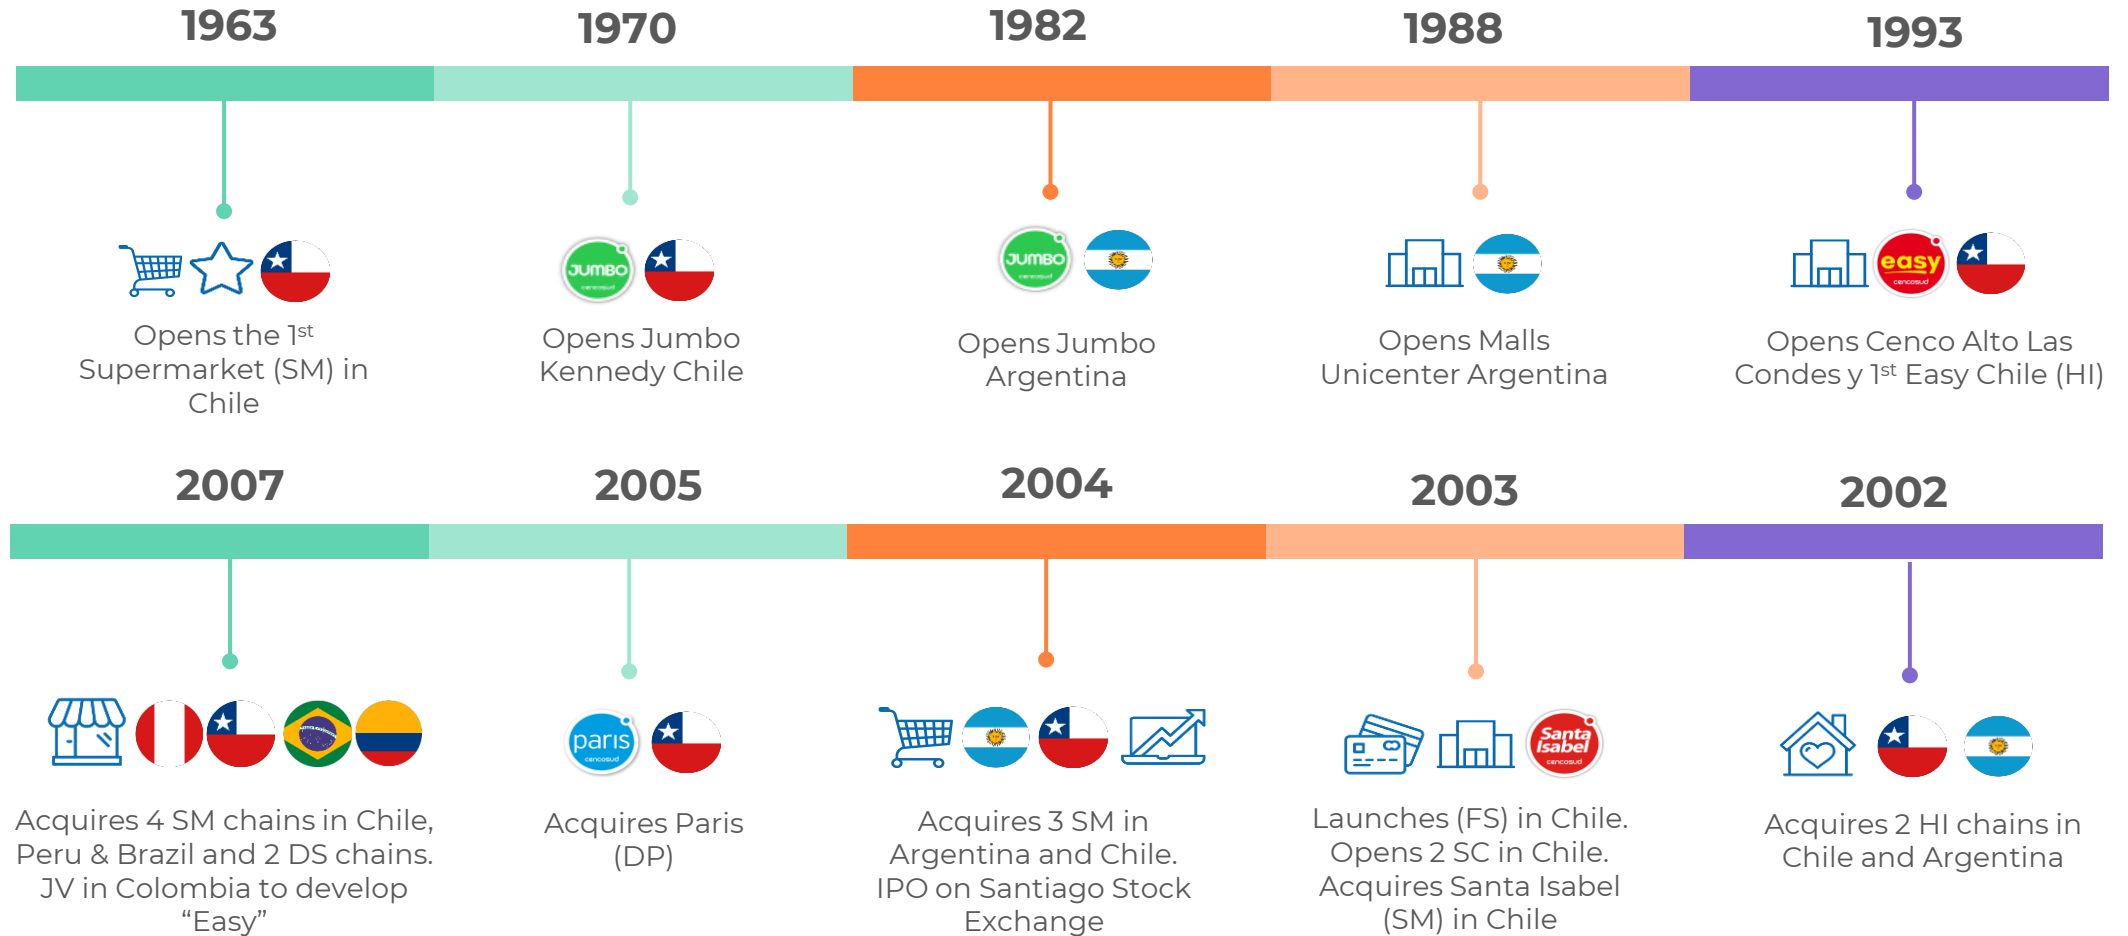 1963
1970
1982
1988
1993
JUMBO
cencosud
JUMBO
cencosud
easy
cencosud
Opens the 1st
Supermarket (SM) in
Chile
Opens Jumbo
Kennedy Chile
Opens Jumbo
Argentina
Opens Malls
Unicenter Argentina
Opens Cenco Alto Las
Condes y 1st Easy Chile (HI)
2007
2005
2004
2003
2002
paris
cencosud
Santa
Isabel
cencosud
Acquires 4 SM chains in Chile,
Peru & Brazil and 2 DS chains.
JV in Colombia to develop
“Easy”
Acquires Paris
(DP)
Acquires 3 SM in
Argentina and Chile.
IPO on Santiago Stock
Exchange
Launches (FS) in Chile.
Opens 2 SC in Chile.
Acquires Santa Isabel
(SM) in Chile
Acquires 2 HI chains in
Chile and Argentina